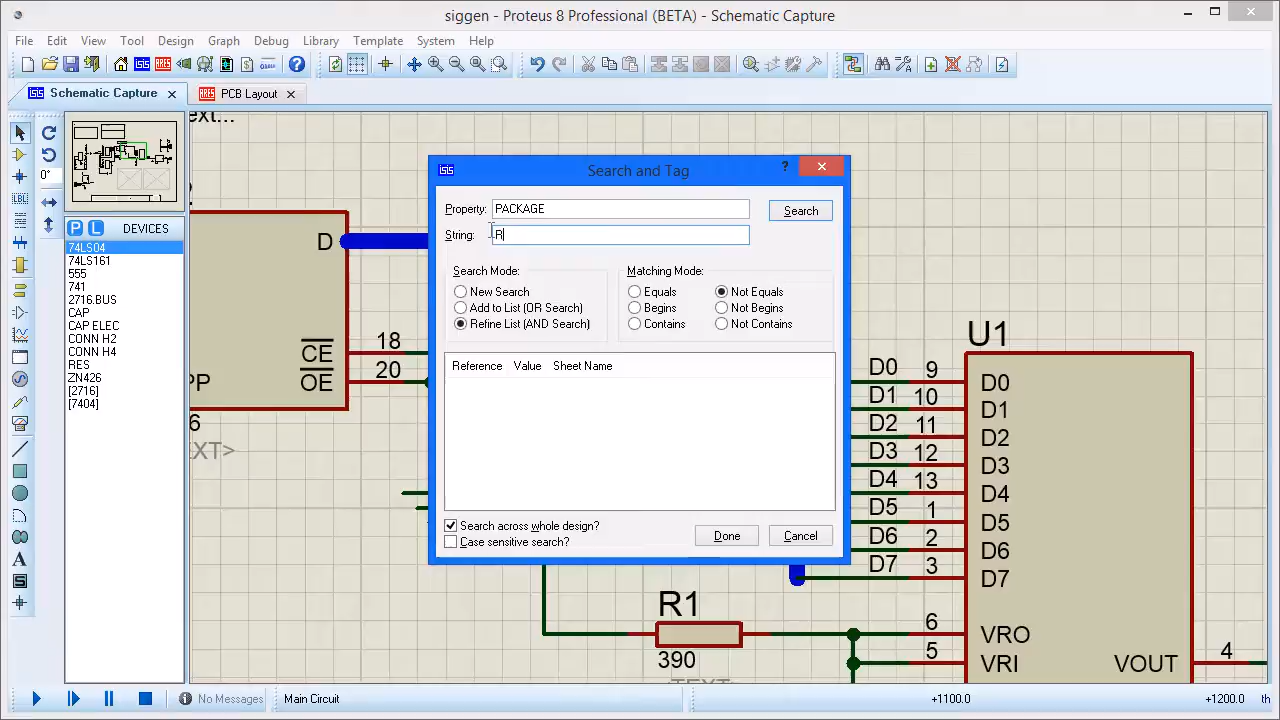 siggen - Proteus 8 Professional (BETA) - Schematic Capture
File Edit View Tool Design Graph Debug Library Template System Help
Schematic Capture
PCB Layout
ext...
0°
P L DEVICES
74LS04
74LS161
555
741
2716.BUS
CAP
CAP ELEC
CONN H2
CONN H4
RES
ZN426
[2716]
[7404]
D
CE
18
OE
20
PP
6
EXT>
Search and Tag
?
Property: PACKAGE
Search
String: R
Search Mode:
New Search
Add to List (OR Search)
Refine List (AND Search)
Matching Mode:
Equals
Begins
Contains
Not Equals
Not Begins
Not Contains
Reference Value Sheet Name
Search across whole design?
Case sensitive search?
Done
Cancel
U1
D0 9 D0
D1 10 D1
D2 11 D2
D3 12 D3
D4 13 D4
D5 1 D5
D6 2 D6
D7 3 D7
R1
390
6 VRO
5 VRI
VOUT 4
No Messages
Main Circuit
+1100.0
+1200.0
th